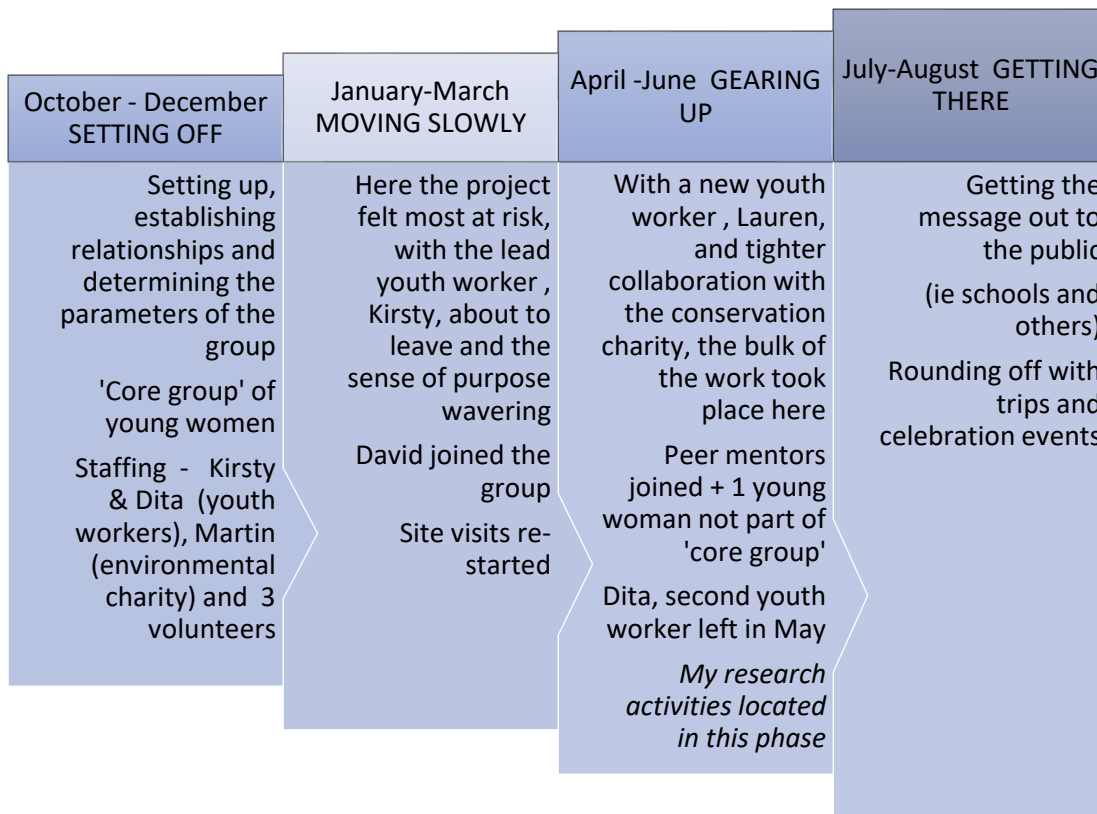 October - December
SETTING OFF
Setting up,
establishing
relationships and
determining the
parameters of the
group
'Core group' of
young women
Staffing - Kirsty
& Dita (youth
workers), Martin
(environmental
charity) and 3
volunteers
January-March
MOVING SLOWLY
Here the project
felt most at risk,
with the lead
youth worker ,
Kirsty, about to
leave and the
sense of purpose
wavering
David joined the
group
Site visits re-
started
April -June GEARING
UP
With a new youth
worker , Lauren,
and tighter
collaboration with
the conservation
charity, the bulk of
the work took
place here
Peer mentors
joined + 1 young
woman not part of
'core group'
Dita, second youth
worker left in May
My research
activities located
in this phase
July-August GETTING
THERE
Getting the
message out to
the public
(ie schools and
others)
Rounding off with
trips and
celebration events